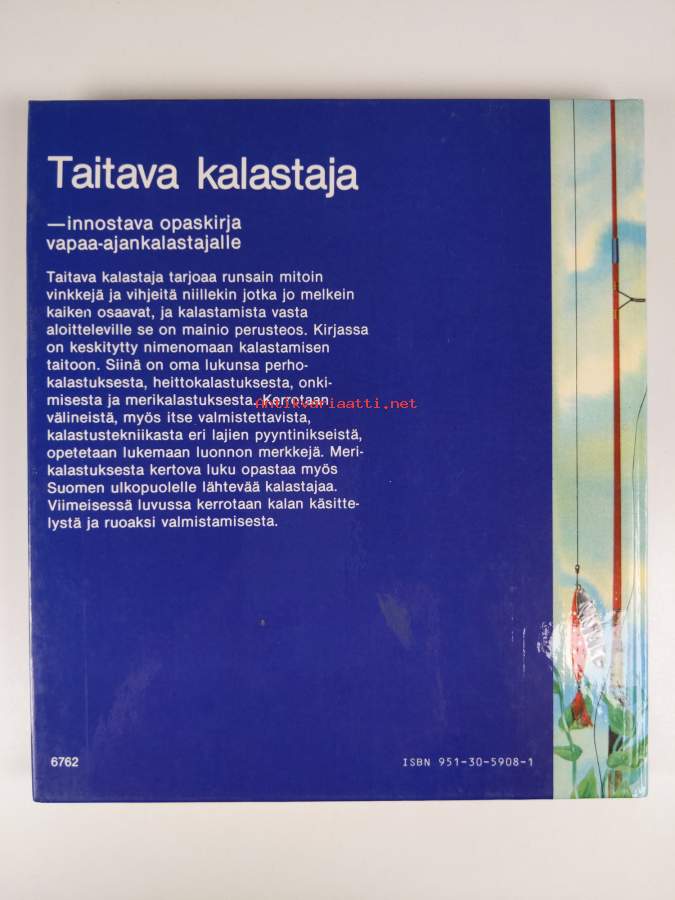 Taitava kalastaja
—innostava opaskirja
vapaa-ajankalastajalle
Taitava kalastaja tarjoaa runsain mitoin
vinkkejä ja vihjeitä niillekin jotka jo melkein
kaiken osaavat, ja kalastamista vasta
aloitteleville se on mainio perusteos. Kirjassa
on keskitytty nimenomaan kalastamisen
taitoon. Siinä on oma lukunsa perho-
kalastuksesta, heittokalastuksesta, onki-
misesta ja merikalastuksesta. Kerrotaan
Antikvariaatti.net
välineistä, myös itse valmistettavista,
kalastustekniikasta eri lajien pyyntinikseistä,
opetetaan lukemaan luonnon merkkejä. Meri-
kalastuksesta kertova luku opastaa myös
Suomen ulkopuolelle lähtevää kalastajaa.
Viimeisessä luvussa kerrotaan kalan käsitte-
lystä ja ruoaksi valmistamisesta.
6762
ISBN 951-30-5908-1